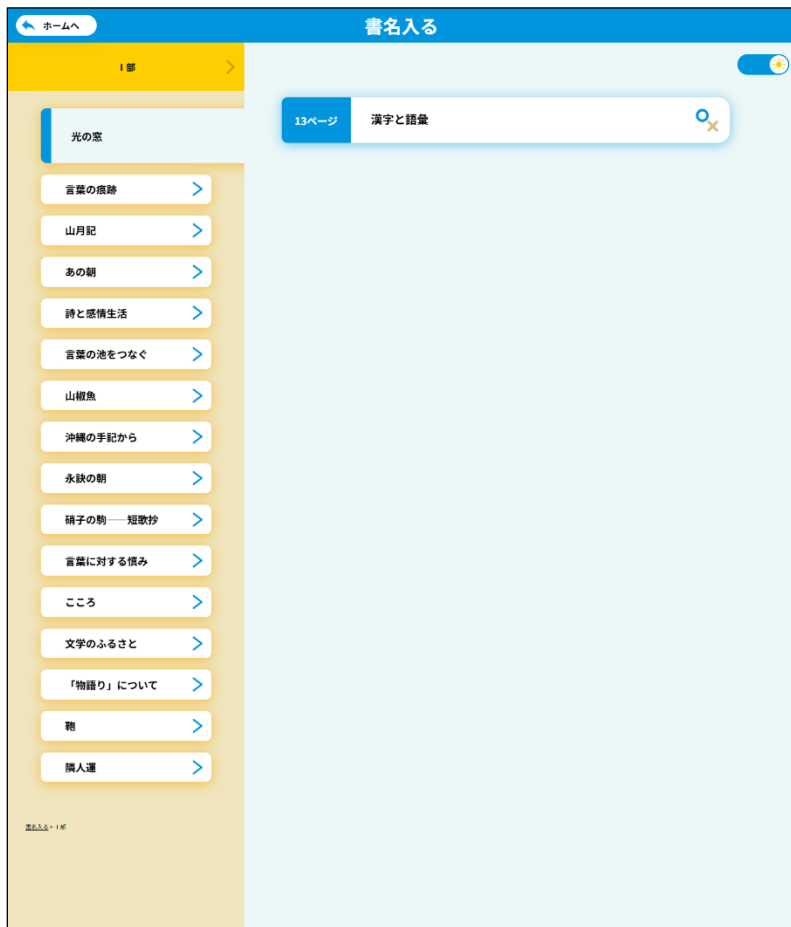 ホームへ
書名入る
Ⅰ部
光の窓
13ページ 漢字と語彙
言葉の痕跡
山月記
あの朝
詩と感情生活
言葉の池をつなぐ
山椒魚
沖縄の手記から
永訣の朝
硝子の駒──短歌抄
言葉に対する慎み
こころ
文学のふるさと
「物語り」について
鞄
隣人運
書名入る > Ⅰ部